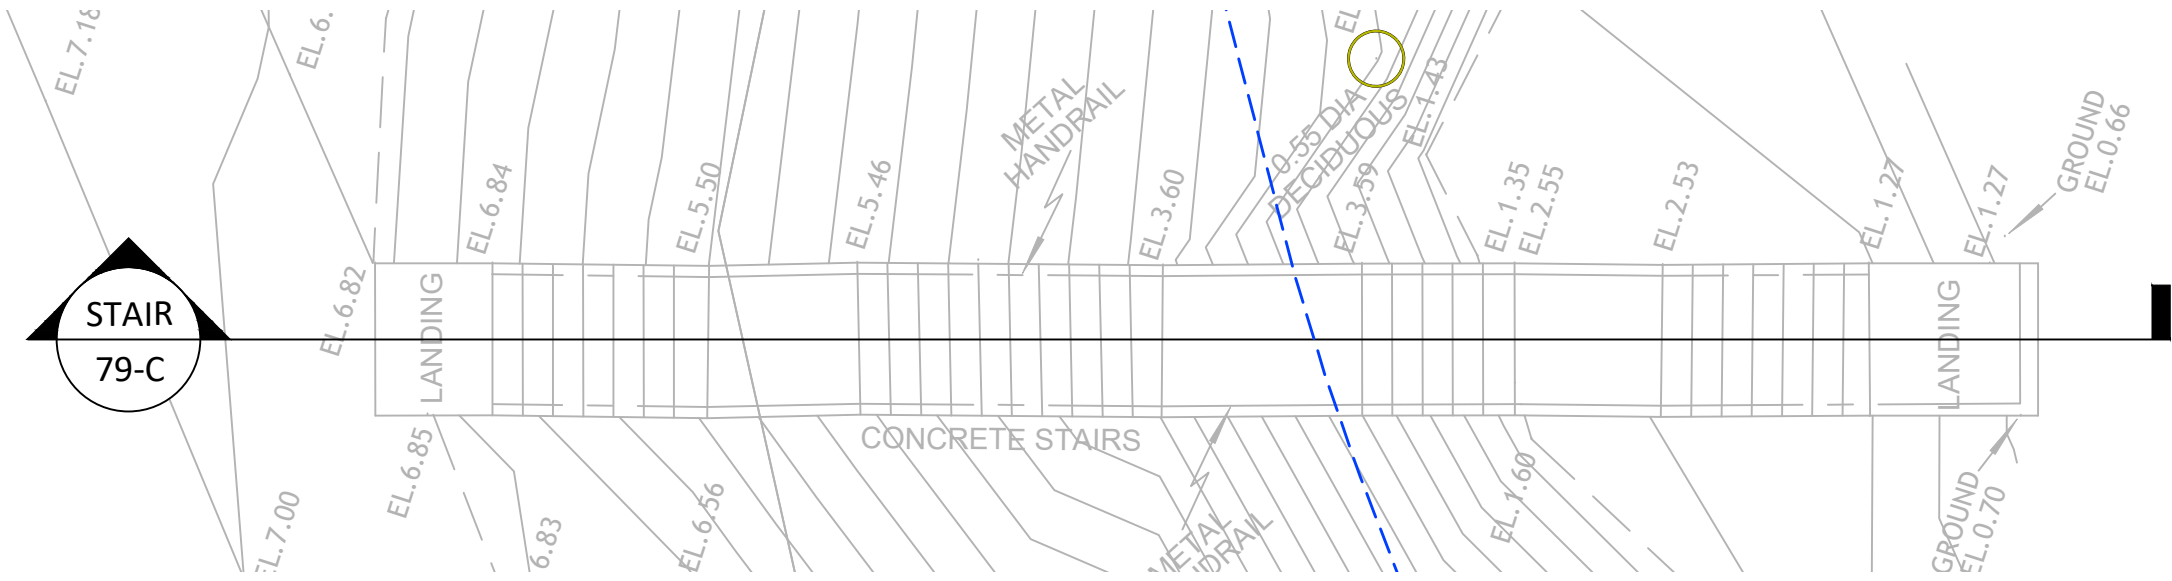 EL.7.18
EL.6.
EL.
METAL
HANDRAIL
0.55 DIA
DECIDUOUS
EL.1.43
GROUND
EL.0.66
EL.6.84
EL.5.50
EL.5.46
EL.3.60
EL.3.59
EL.1.35
EL.2.55
EL.2.53
EL.1.27
EL.1.27
EL.6.82
STAIR
79-C
LANDING
LANDING
CONCRETE STAIRS
EL.6.85
EL.7.00
6.83
EL.6.56
METAL
NDRAIL
EL.1.60
GROUND
EL.0.70